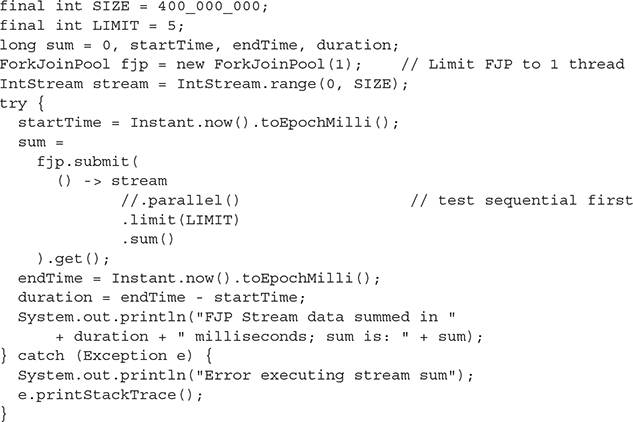 final int SIZE = 400_000_000;
final int LIMIT = 5;
long sum = 0, startTime, endTime, duration;
ForkJoinPool fjp = new ForkJoinPool(1);    // Limit FJP to 1 thread
IntStream stream = IntStream.range(0, SIZE);
try {
  startTime = Instant.now().toEpochMilli();
  sum =
    fjp.submit(
      () -> stream
            //.parallel()                // test sequential first
            .limit(LIMIT)
            .sum()
    ).get();
  endTime = Instant.now().toEpochMilli();
  duration = endTime - startTime;
  System.out.println("FJP Stream data summed in "
      + duration + " milliseconds; sum is: " + sum);
} catch (Exception e) {
  System.out.println("Error executing stream sum");
  e.printStackTrace();
}